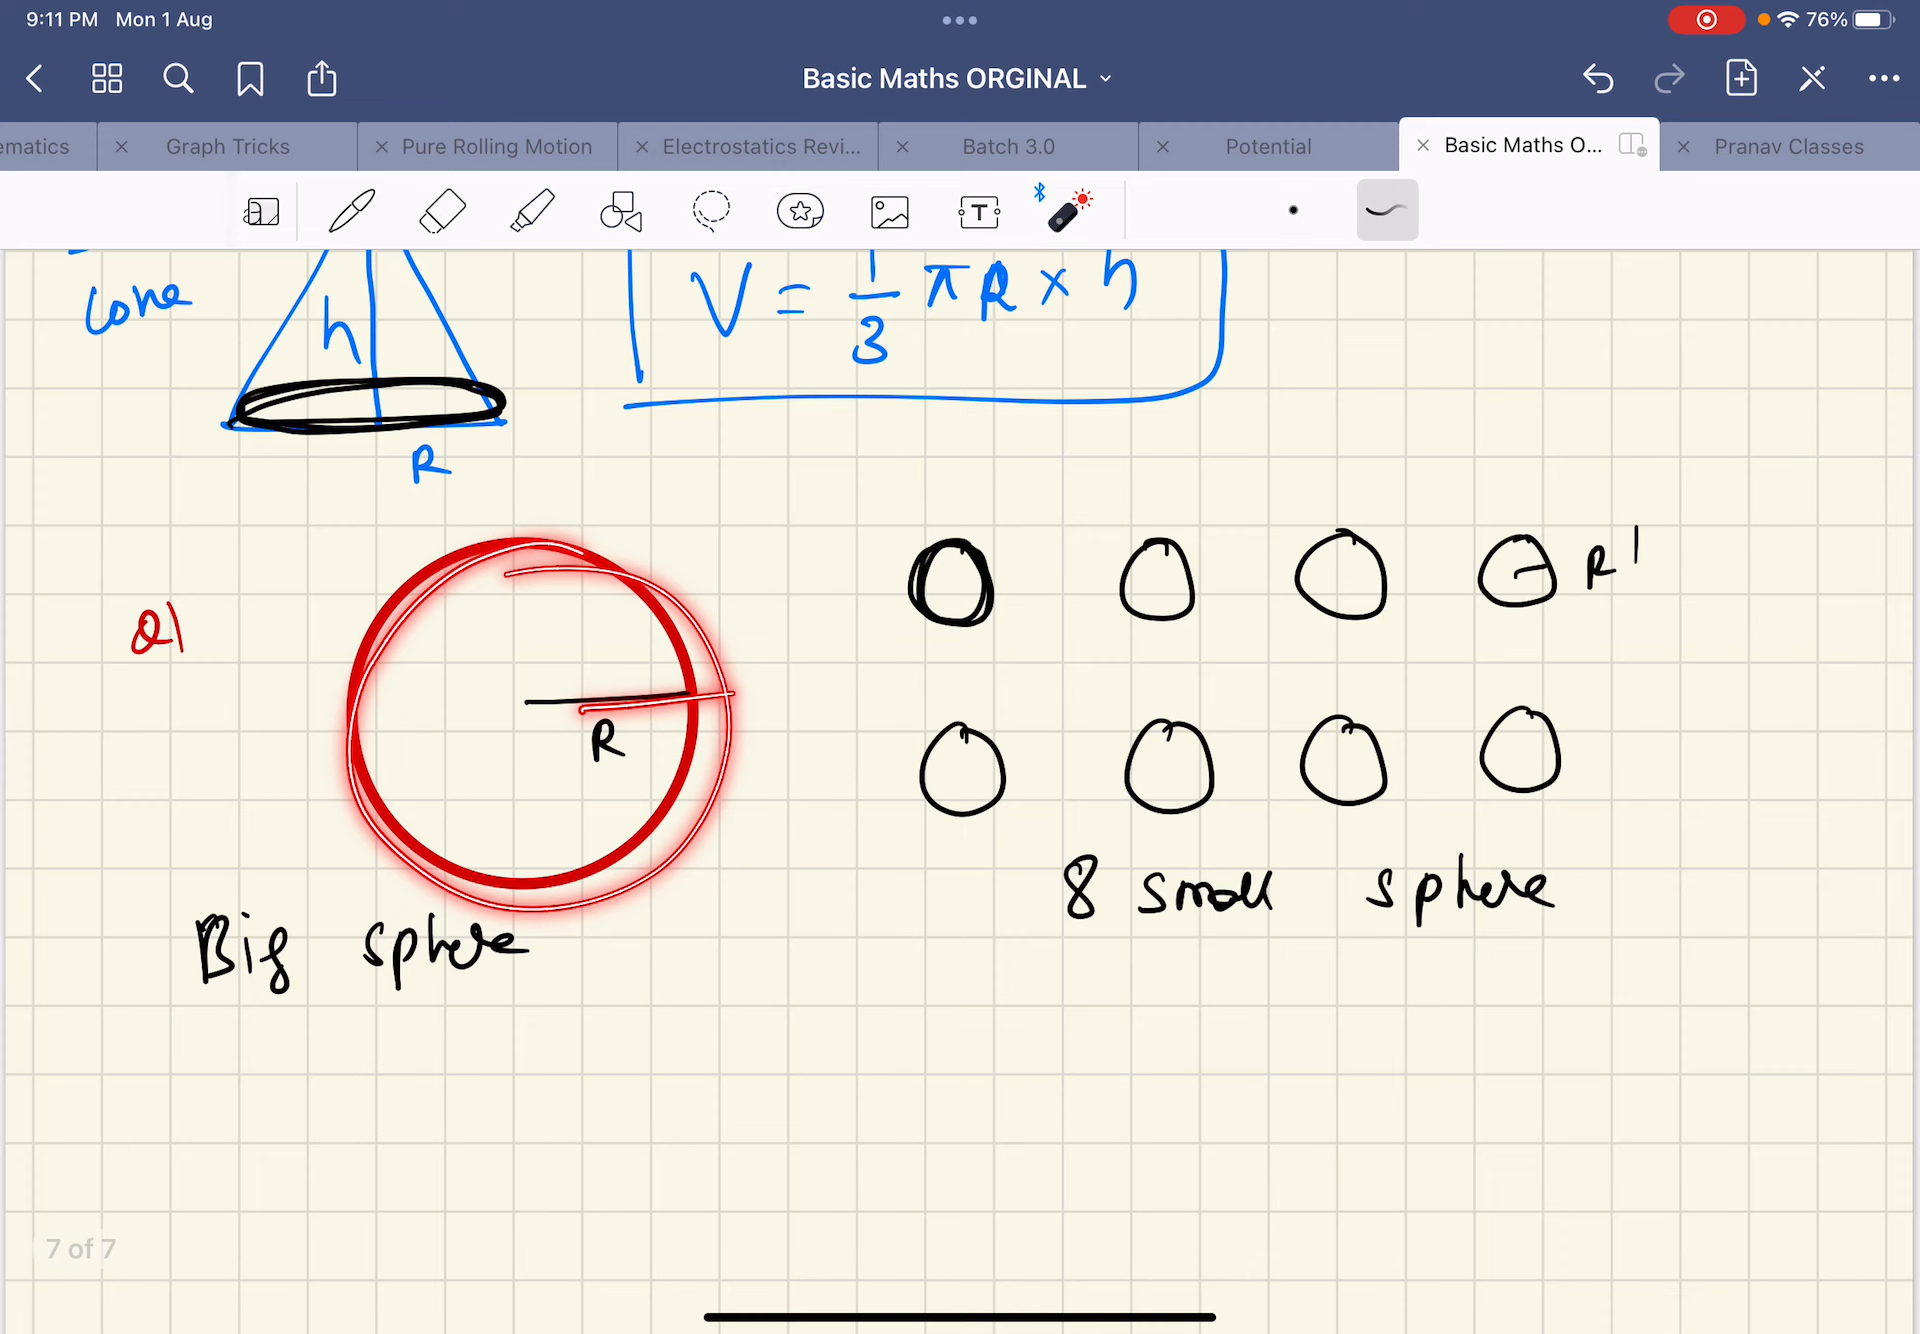 9:11 PM Mon 1 Aug
76%
Basic Maths ORGINAL
ematics
Graph Tricks
Pure Rolling Motion
Electrostatics Revi...
Batch 3.0
Potential
Basic Maths O...
Pranav Classes
Cone
h
V = 1/3 π R × h
R
Q1
R
R'
8 small sphere
Big sphere
7 of 7